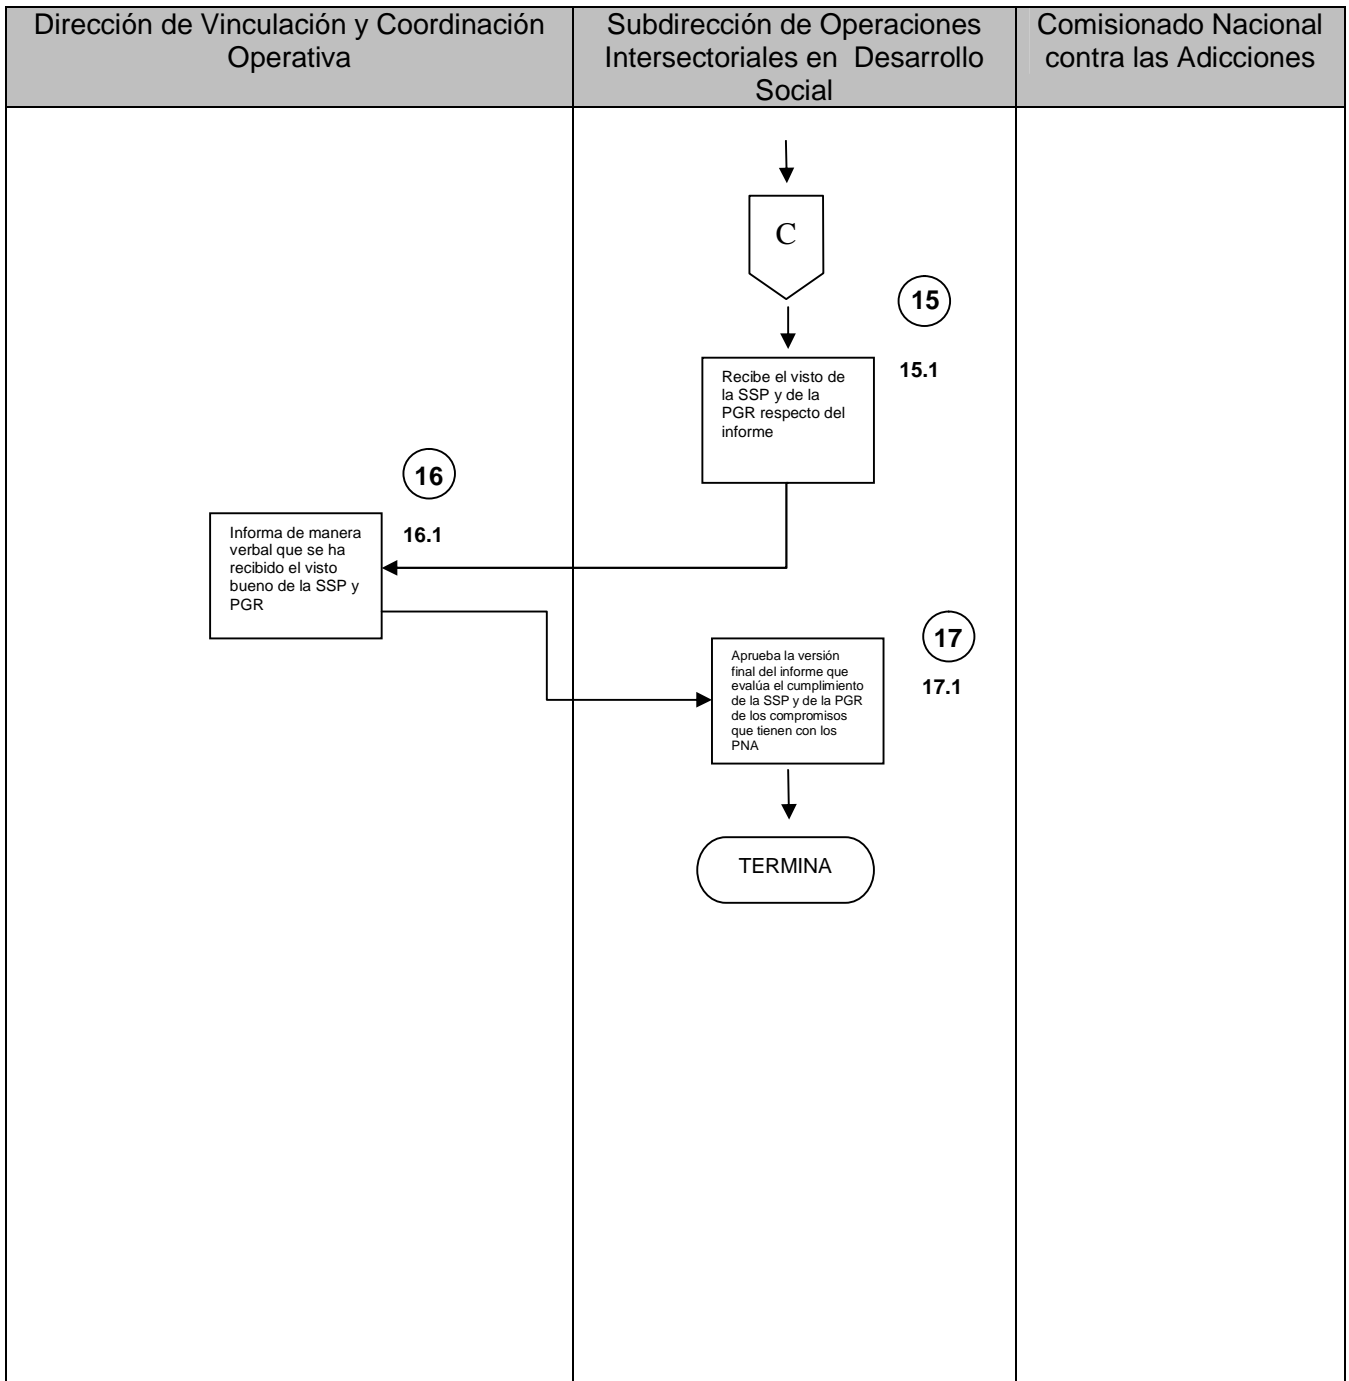 Dirección de Vinculación y Coordinación
Operativa
Subdirección de Operaciones
Intersectoriales en Desarrollo
Social
Comisionado Nacional
contra las Adicciones
C
15
15.1
Recibe el visto de
la SSP y de la
PGR respecto del
informe
16
16.1
Informa de manera
verbal que se ha
recibido el visto
bueno de la SSP y
PGR
17
17.1
Aprueba la versión
final del informe que
evalúa el cumplimiento
de la SSP y de la PGR
de los compromisos
que tienen con los
PNA
TERMINA